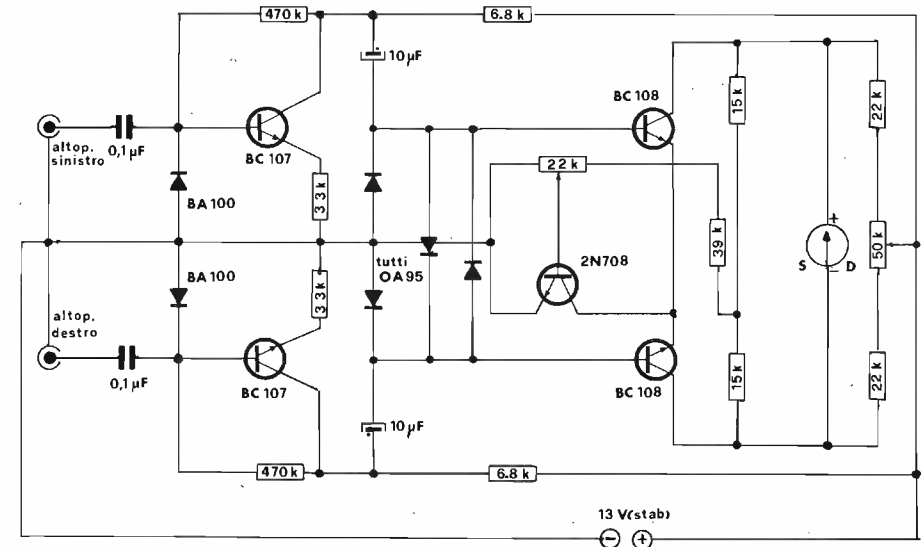 470 k
6.8 k
10 µF
BC 108
15 k
22 k
altop.
sinistro
0,1 µF
BC 107
22 k
BA 100
3.3 k
39 k
50 k
+
S D
−
tutti
OA 95
2N708
BA 100
3.3 k
altop.
destro
0,1 µF
BC 107
BC 108
15 k
22 k
10 µF
470 k
6.8 k
13 V(stab)
− +